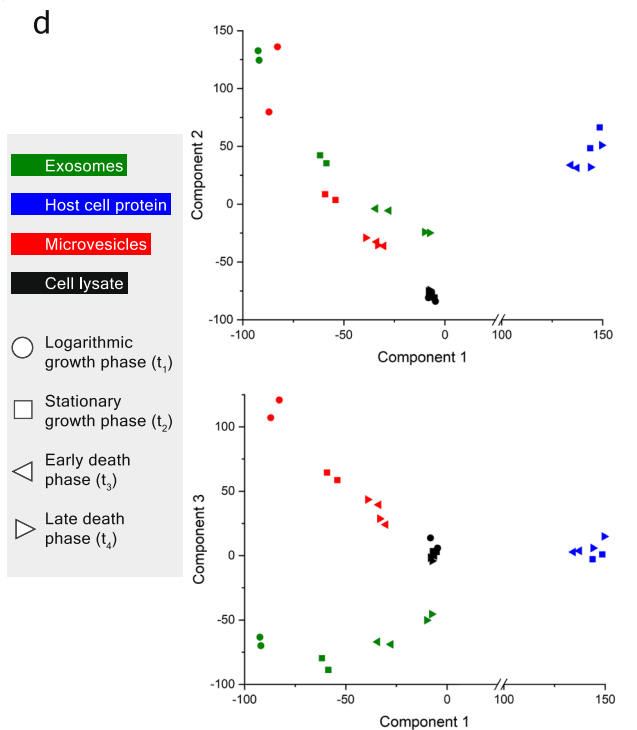 d
Exosomes
Host cell protein
Microvesicles
Cell lysate
Logarithmic
growth phase (t1)
Stationary
growth phase (t2)
Early death
phase (t3)
Late death
phase (t4)
150
100
50
0
-50
-100
Component 2
-100
-50
0
100
150
Component 1
100
50
0
-50
-100
Component 3
-100
-50
0
100
150
Component 1